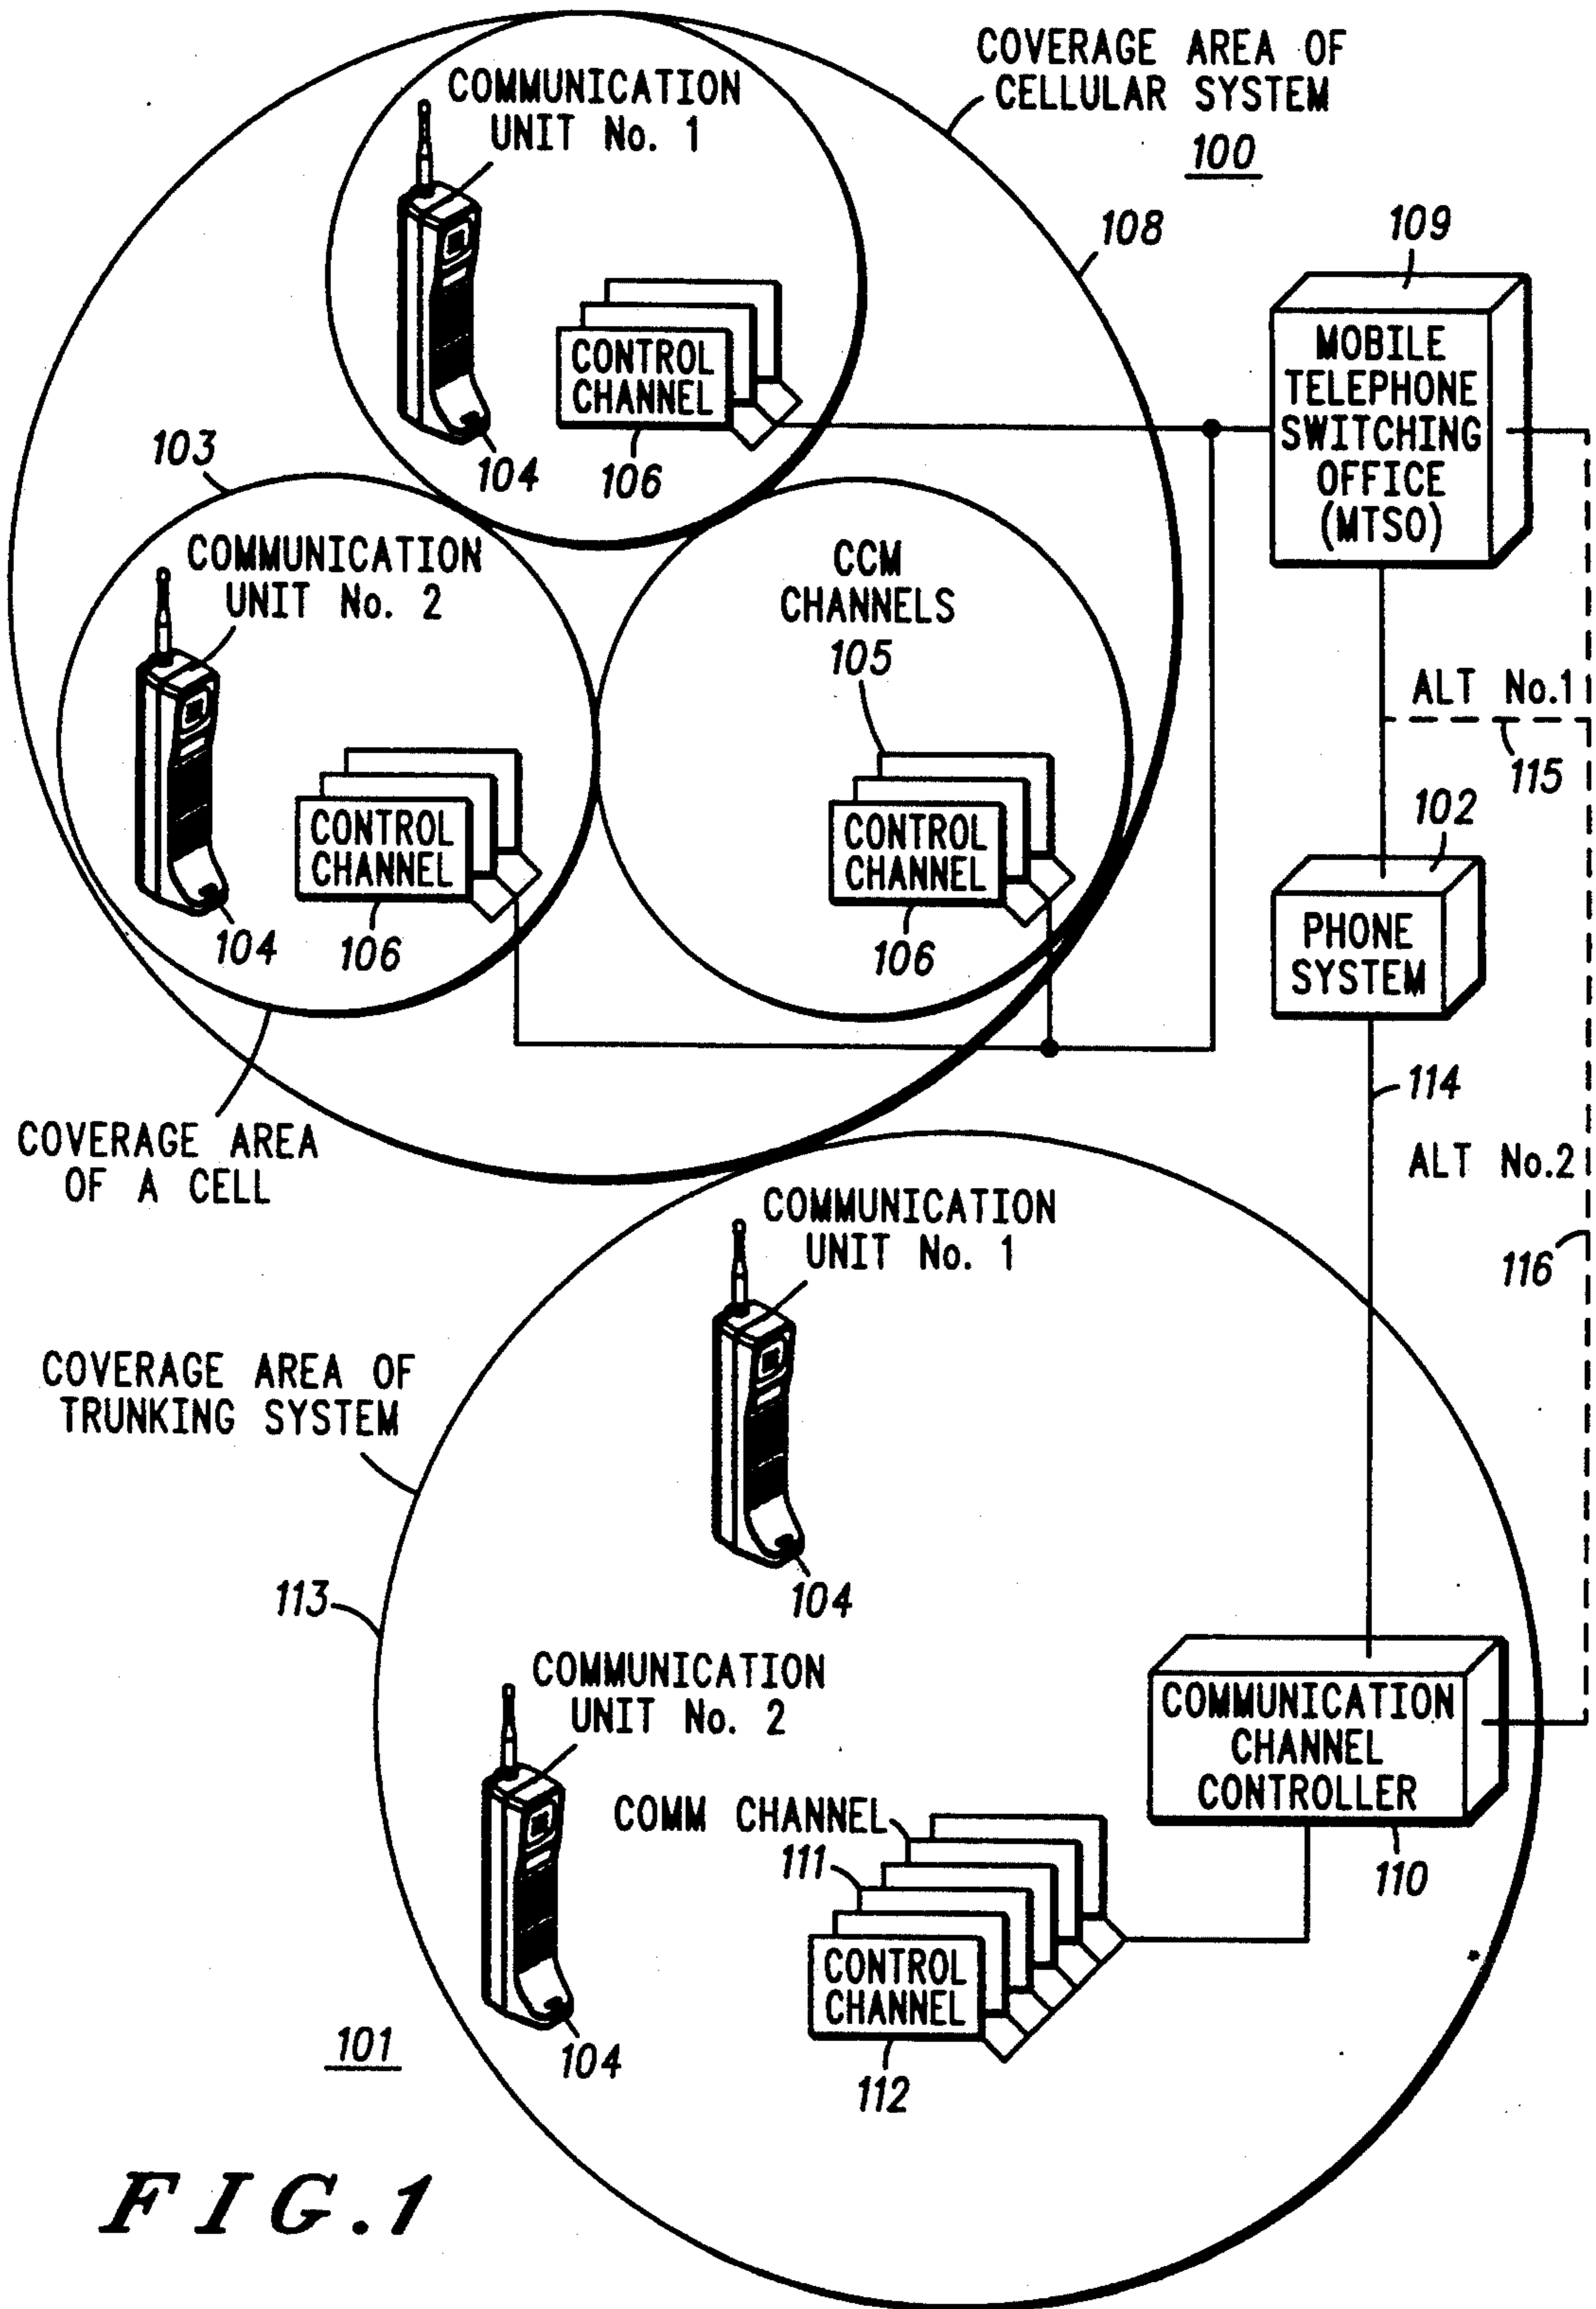 COVERAGE AREA OF
CELLULAR SYSTEM
100
COMMUNICATION
UNIT No. 1
108
109
MOBILE
TELEPHONE
SWITCHING
OFFICE
(MTSO)
CONTROL
CHANNEL
104
106
103
COMMUNICATION
UNIT No. 2
CCM
CHANNELS
105
ALT No.1
115
102
CONTROL
CHANNEL
CONTROL
CHANNEL
PHONE
SYSTEM
104
106
106
114
COVERAGE AREA
OF A CELL
ALT No.2
COMMUNICATION
UNIT No. 1
116
COVERAGE AREA OF
TRUNKING SYSTEM
113
104
COMMUNICATION
UNIT No. 2
COMMUNICATION
CHANNEL
CONTROLLER
COMM CHANNEL
111
110
CONTROL
CHANNEL
101
104
112
FIG.1